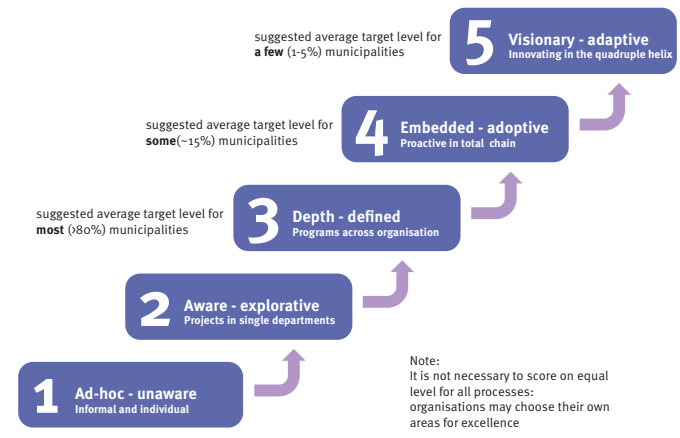 suggested average target level for
a few (1-5%) municipalities
5
Visionary - adaptive
Innovating in the quadruple helix
suggested average target level for
some(~15%) municipalities
4
Embedded - adoptive
Proactive in total chain
suggested average target level for
most (>80%) municipalities
3
Depth - defined
Programs across organisation
2
Aware - explorative
Projects in single departments
1
Ad-hoc - unaware
Informal and individual
Note:
It is not necessary to score on equal
level for all processes:
organisations may choose their own
areas for excellence